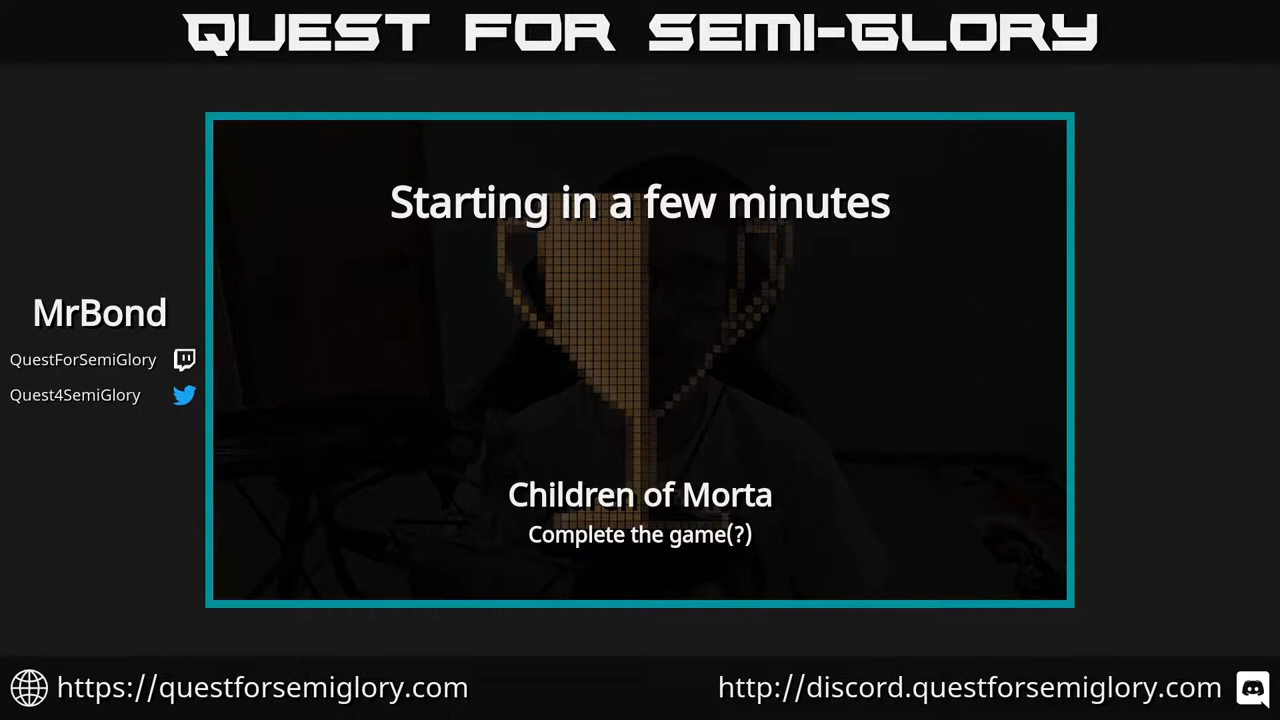 QUEST FOR SEMI-GLORY
Starting in a few minutes
MrBond
QuestForSemiGlory
Quest4SemiGlory
Children of Morta
Complete the game(?)
https://questforsemiglory.com
http://discord.questforsemiglory.com